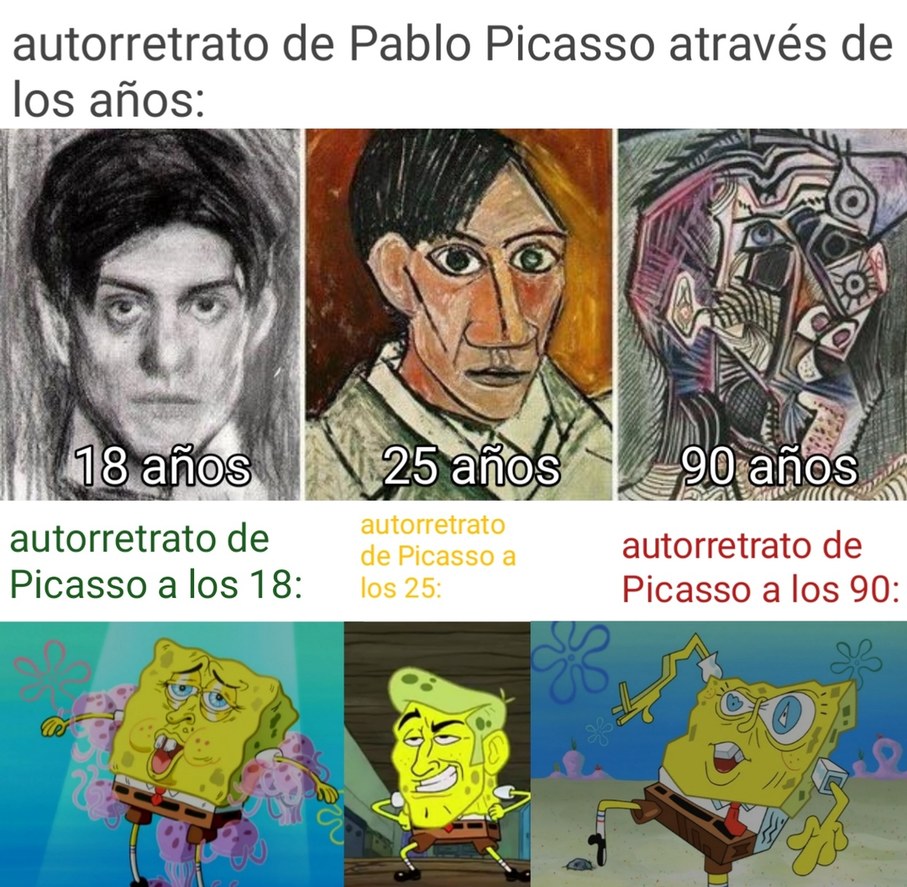 autorretrato de Pablo Picasso através de
los años:
18 años
25 años
90 años
autorretrato de
Picasso a los 18:
autorretrato
de Picasso a
los 25:
autorretrato de
Picasso a los 90: